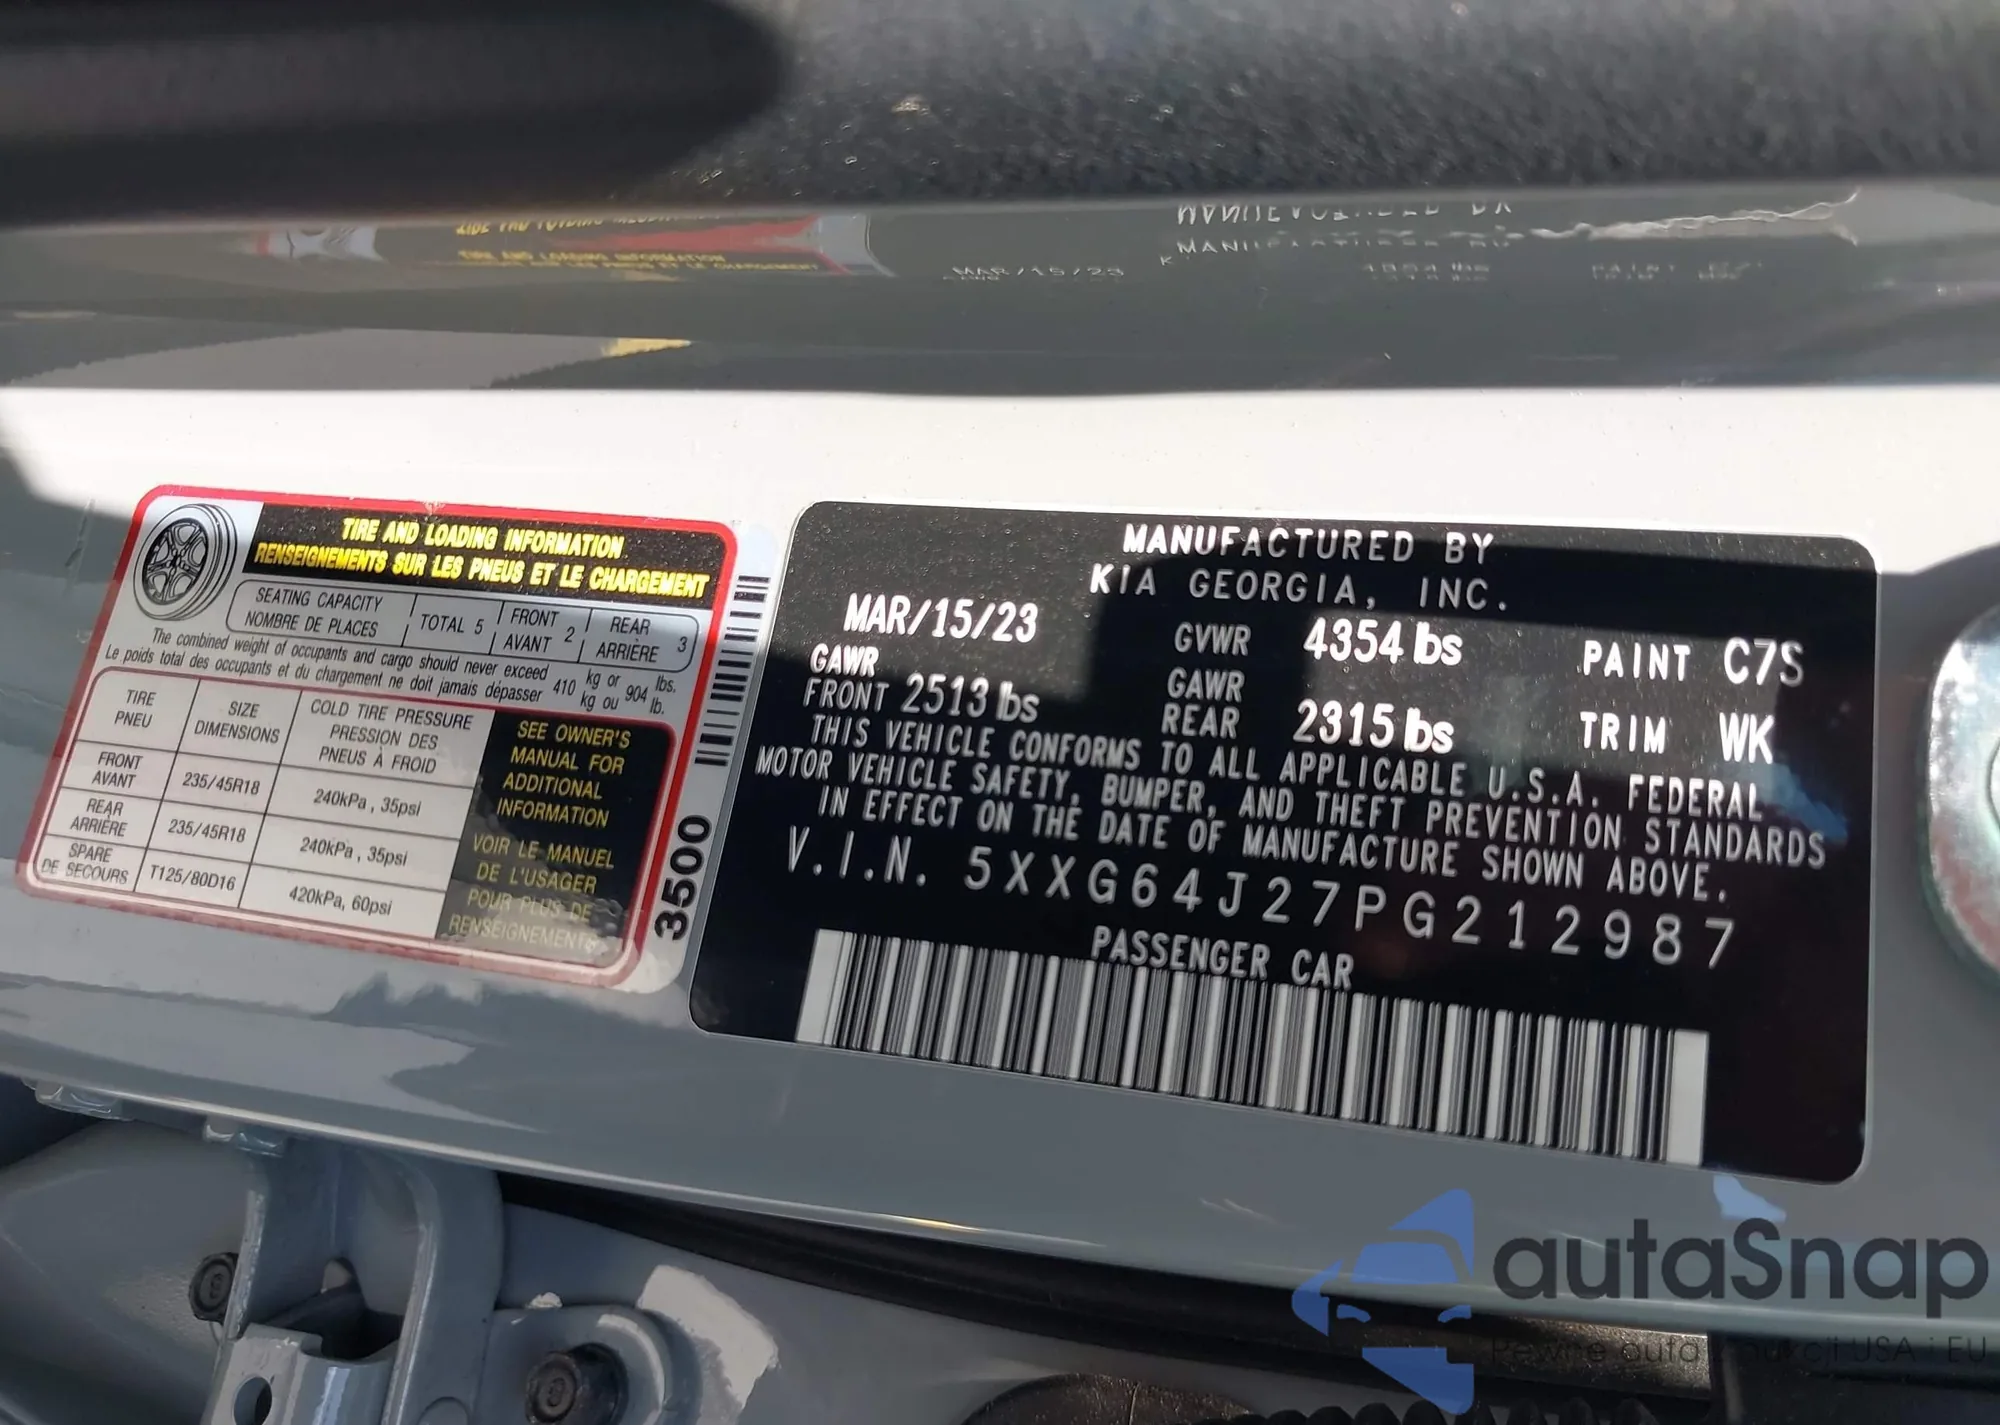 TIRE AND LOADING INFORMATION
RENSEIGNEMENTS SUR LES PNEUS ET LE CHARGEMENT
SEATING CAPACITY
NOMBRE DE PLACES
TOTAL 5
FRONT
AVANT 2
REAR
ARRIÈRE 3
The combined weight of occupants and cargo should never exceed 410 kg or 904 lbs.
Le poids total des occupants et du chargement ne doit jamais dépasser kg ou lb.
TIRE
PNEU
SIZE
DIMENSIONS
COLD TIRE PRESSURE
PRESSION DES
PNEUS À FROID
FRONT
AVANT
235/45R18
240kPa , 35psi
REAR
ARRIÈRE
235/45R18
240kPa , 35psi
SPARE
DE SECOURS
T125/80D16
420kPa, 60psi
SEE OWNER'S
MANUAL FOR
ADDITIONAL
INFORMATION
VOIR LE MANUEL
DE L'USAGER
POUR PLUS DE
RENSEIGNEMENTS
3500
MANUFACTURED BY
KIA GEORGIA, INC.
MAR/15/23 GVWR 4354 lbs PAINT C7S
GAWR
FRONT 2513 lbs
GAWR
REAR 2315 lbs TRIM WK
THIS VEHICLE CONFORMS TO ALL APPLICABLE U.S.A. FEDERAL
MOTOR VEHICLE SAFETY, BUMPER, AND THEFT PREVENTION STANDARDS
IN EFFECT ON THE DATE OF MANUFACTURE SHOWN ABOVE.
V.I.N. 5XXG64J27PG212987
PASSENGER CAR
autaSnap
Pewne auta USA i EU